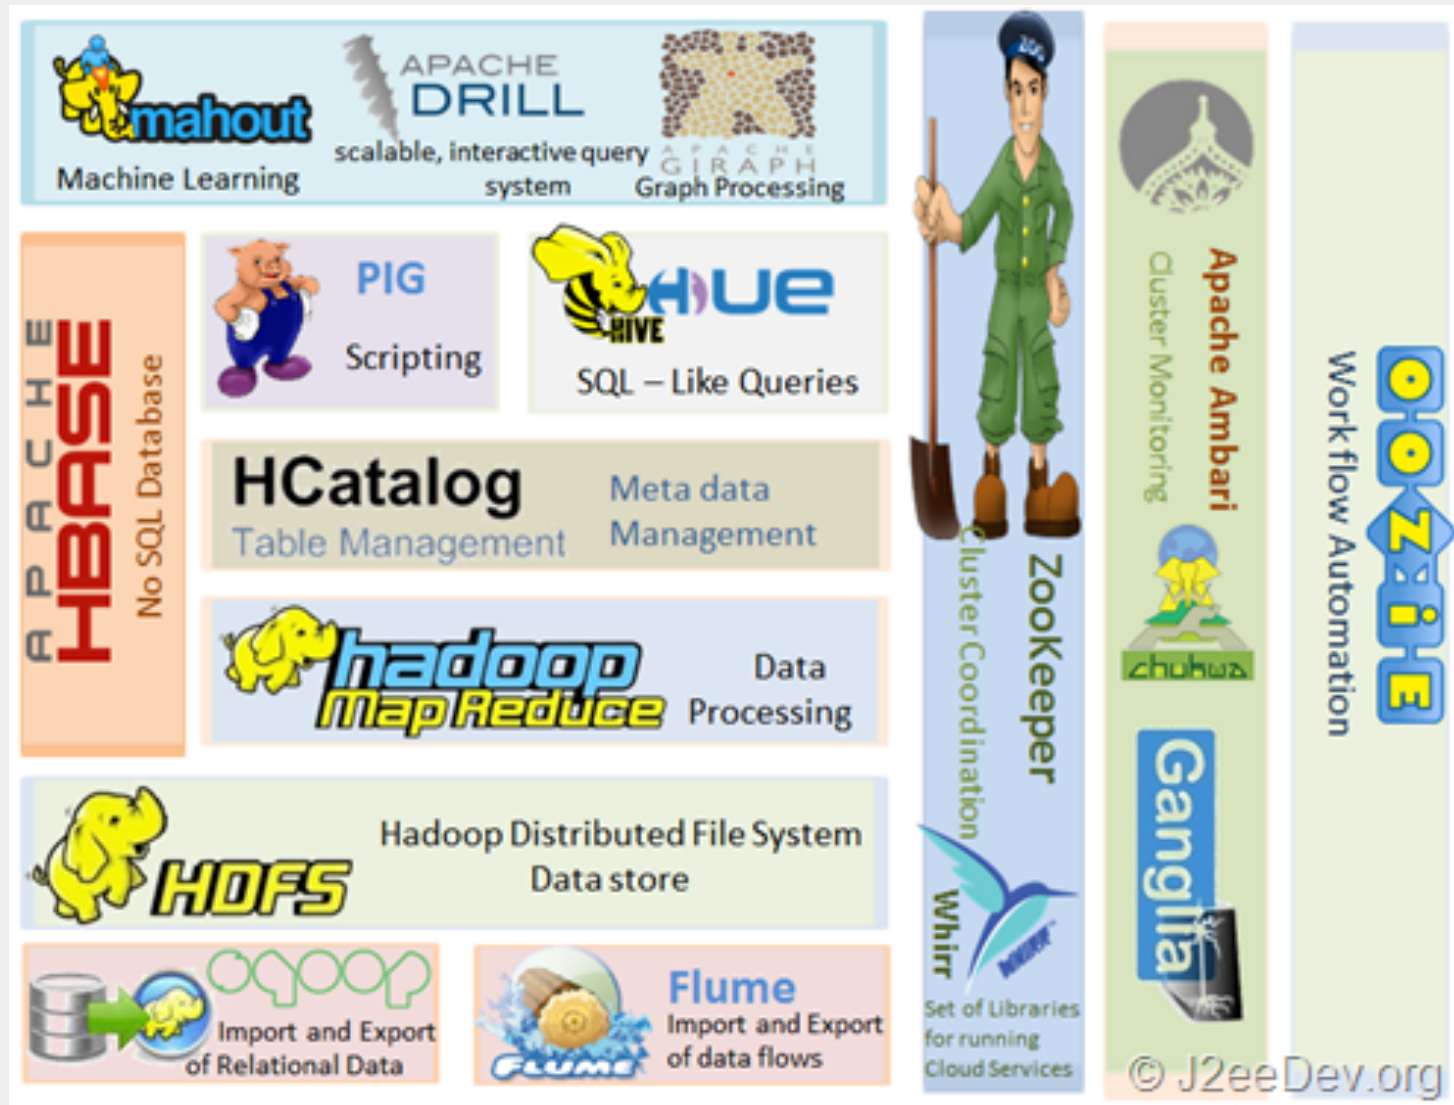 mahout
Machine Learning
APACHE
DRILL
scalable, interactive query
system
APACHE
GIRAPH
Graph Processing
APACHE
HBASE
No SQL Database
PIG
Scripting
HIVE
HUE
SQL – Like Queries
HCatalog
Table Management
Meta data
Management
hadoop
Map Reduce
Data
Processing
HDFS
Hadoop Distributed File System
Data store
sqoop
Import and Export
of Relational Data
FLUME
Flume
Import and Export
of data flows
ZOO
ZooKeeper
Cluster Coordination
Whirr
WHIRR™
Set of Libraries
for running
Cloud Services
Apache Ambari
Cluster Monitoring
chukwa
Ganglia
OOZIE
Work flow Automation
© J2eeDev.org